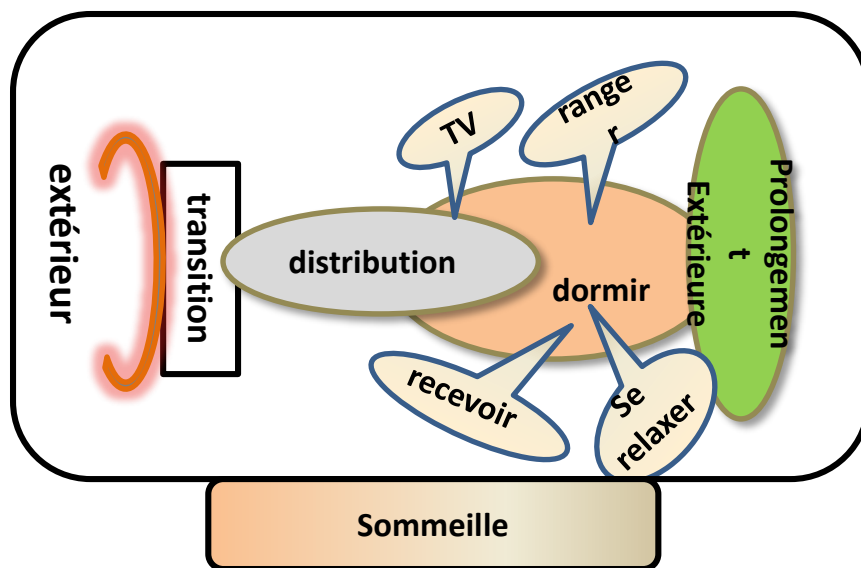 extérieur
transition
distribution
TV
range
r
dormir
recevoir
Se
relaxer
Prolongemen
t
Extérieure
Sommeille